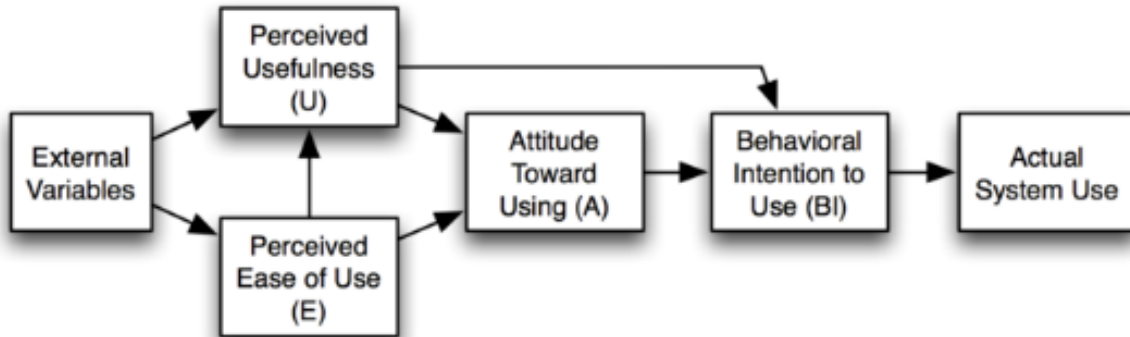 External
Variables
Perceived
Usefulness
(U)
Perceived
Ease of Use
(E)
Attitude
Toward
Using (A)
Behavioral
Intention to
Use (BI)
Actual
System Use